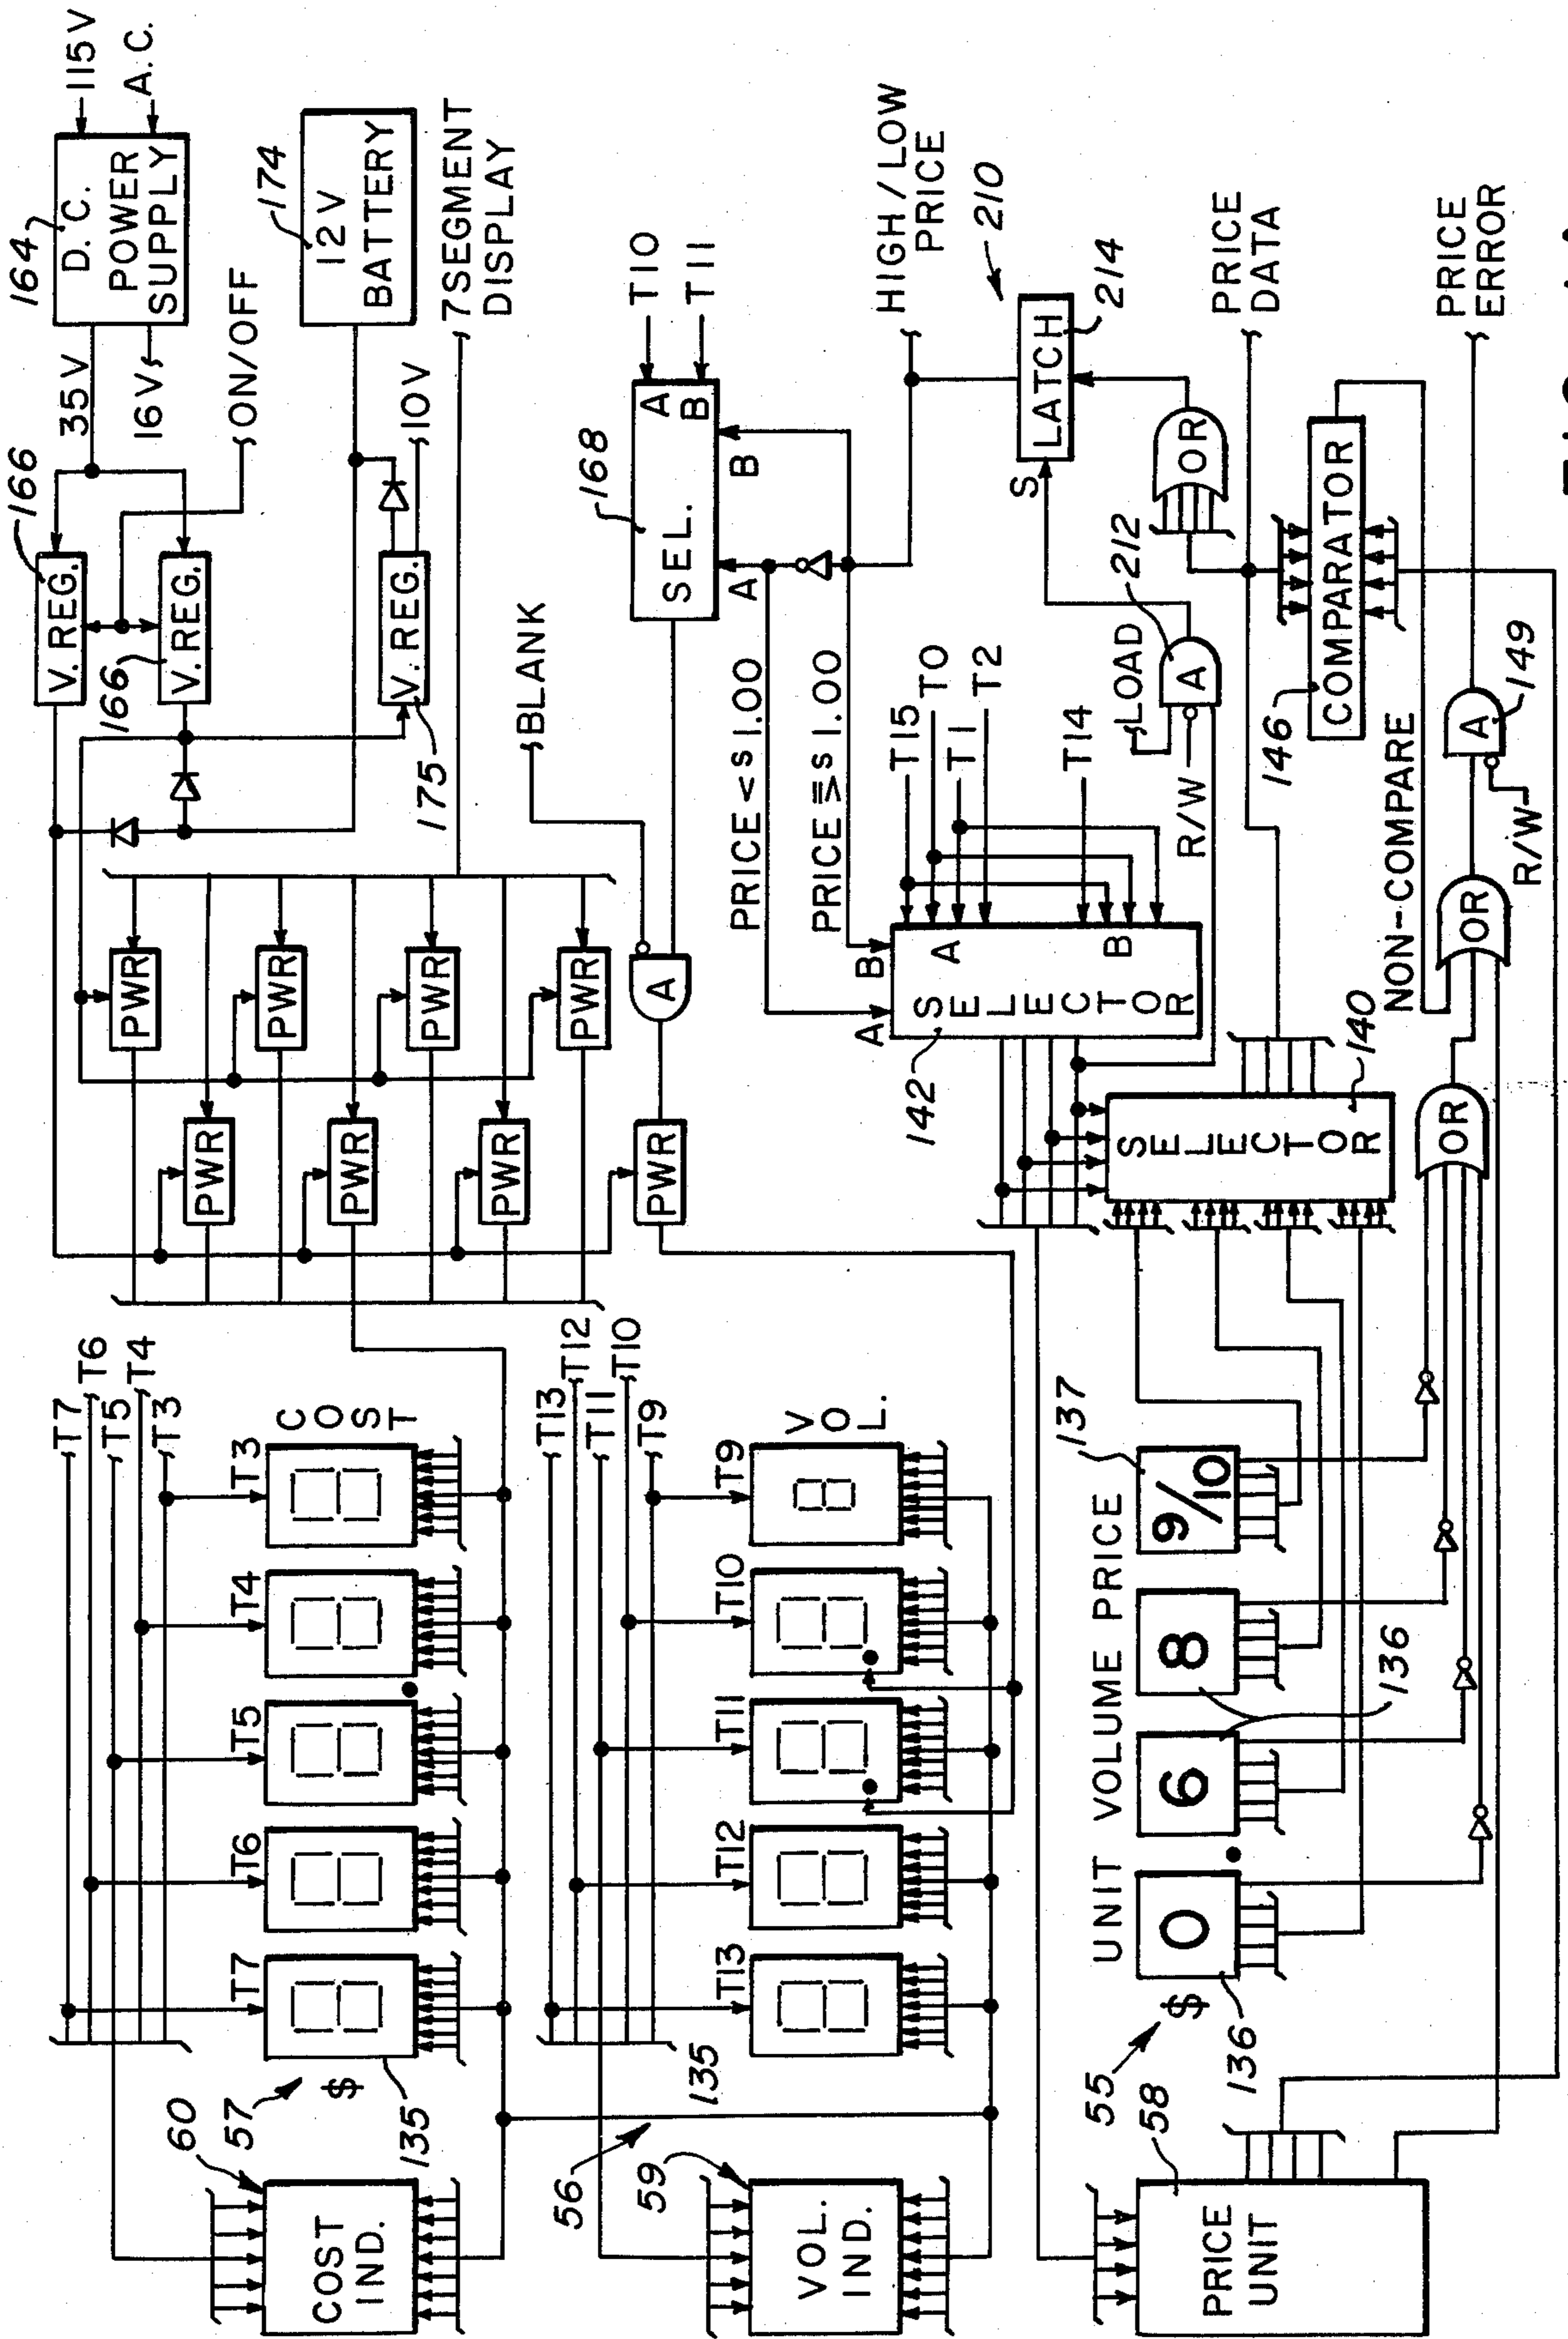 T7
T6
T5
T4
T3
166
35V
164
D.C.
POWER
SUPPLY
115V
A.C.
V. REG.
16V
ON/OFF
166
V. REG.
174
12V
BATTERY
PWR
PWR
PWR
PWR
PWR
PWR
PWR
175
V. REG.
10V
7 SEGMENT
DISPLAY
60
57
$
135
COST
IND.
T7
T6
T5
T4
T3
COST
BLANK
A
PWR
168
SEL.
A
B
A
B
T10
T11
T13
T12
T11
T10
T9
56
135
59
VOL.
IND.
T13
T12
T11
T10
T9
VOL.
PRICE < $1.00
PRICE ≧ $1.00
HIGH/LOW
PRICE
A
B
142
SELECTOR
A
B
T15
T0
T1
T2
T14
S
LATCH
210
214
LOAD
212
R/W
A
OR
PRICE
DATA
55
58
PRICE
UNIT
UNIT VOLUME PRICE
$
0
6
8
9/10
136
136
137
SELECTOR
140
146
COMPARATOR
NON-COMPARE
OR
OR
R/W
A
149
PRICE
ERROR